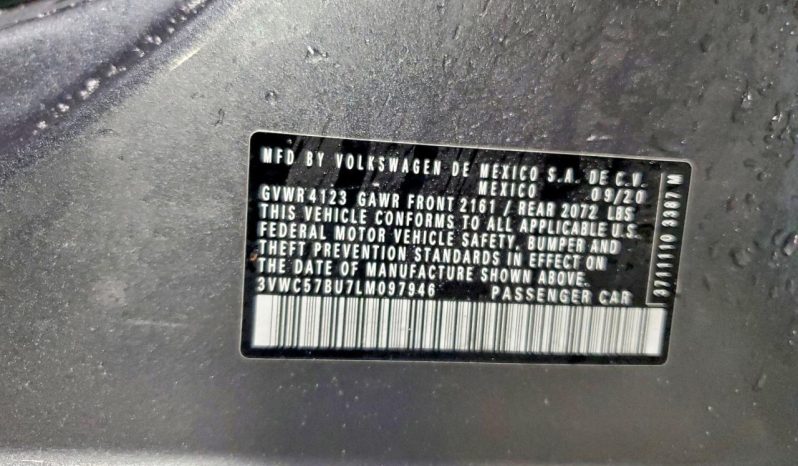 MFD BY VOLKSWAGEN DE MEXICO S.A. DE C.V.
MEXICO 09/20
GVWR 4123 GAWR FRONT 2161 / REAR 2072 LBS
THIS VEHICLE CONFORMS TO ALL APPLICABLE U.S.
FEDERAL MOTOR VEHICLE SAFETY, BUMPER AND
THEFT PREVENTION STANDARDS IN EFFECT ON
THE DATE OF MANUFACTURE SHOWN ABOVE.
3VWC57BU7LM097946 PASSENGER CAR
3711110 3387 M